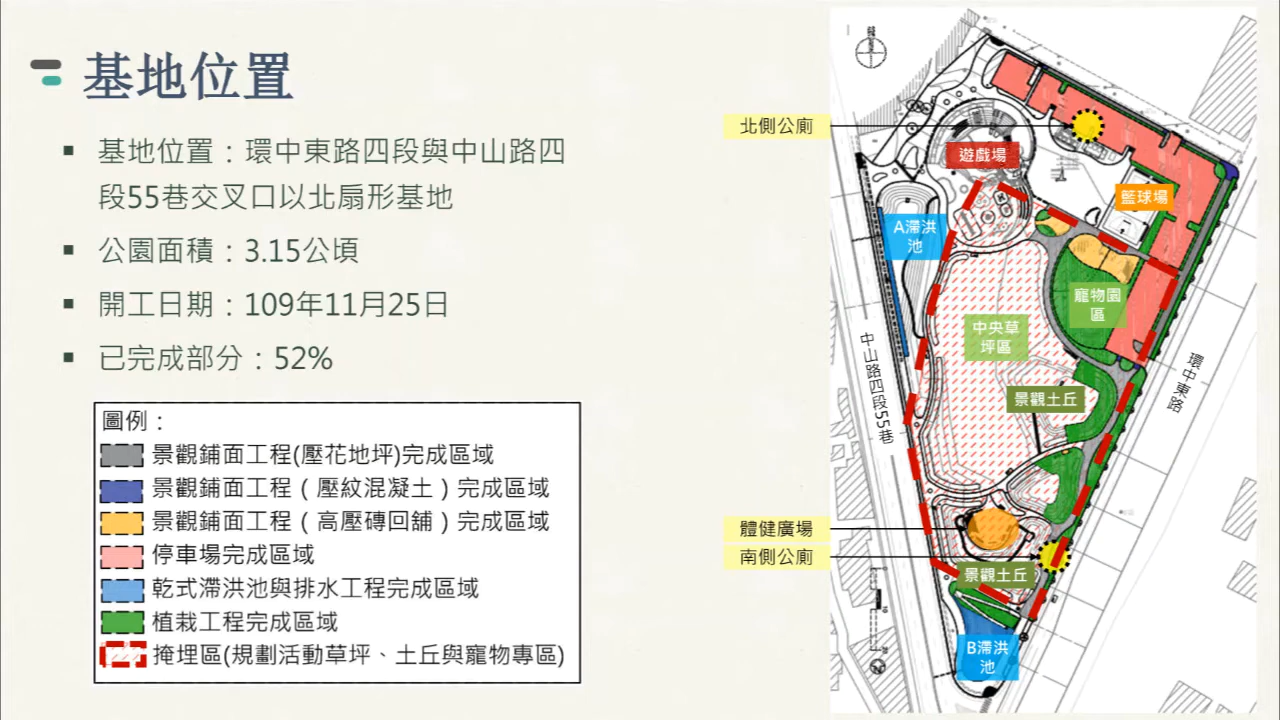 基地位置
基地位置：環中東路四段與中山路四
段55巷交叉口以北扇形基地
公園面積：3.15公頃
開工日期：109年11月25日
已完成部分：52%
圖例：
景觀鋪面工程(壓花地坪)完成區域
景觀鋪面工程（壓紋混凝土）完成區域
景觀鋪面工程（高壓磚回舖）完成區域
停車場完成區域
乾式滯洪池與排水工程完成區域
植栽工程完成區域
掩埋區(規劃活動草坪、土丘與寵物專區)
北側公廁
遊戲場
籃球場
A滯洪
池
寵物園
區
中央草
坪區
景觀土丘
中山路四段55巷
環中東路
體健廣場
南側公廁
景觀土丘
B滯洪
池